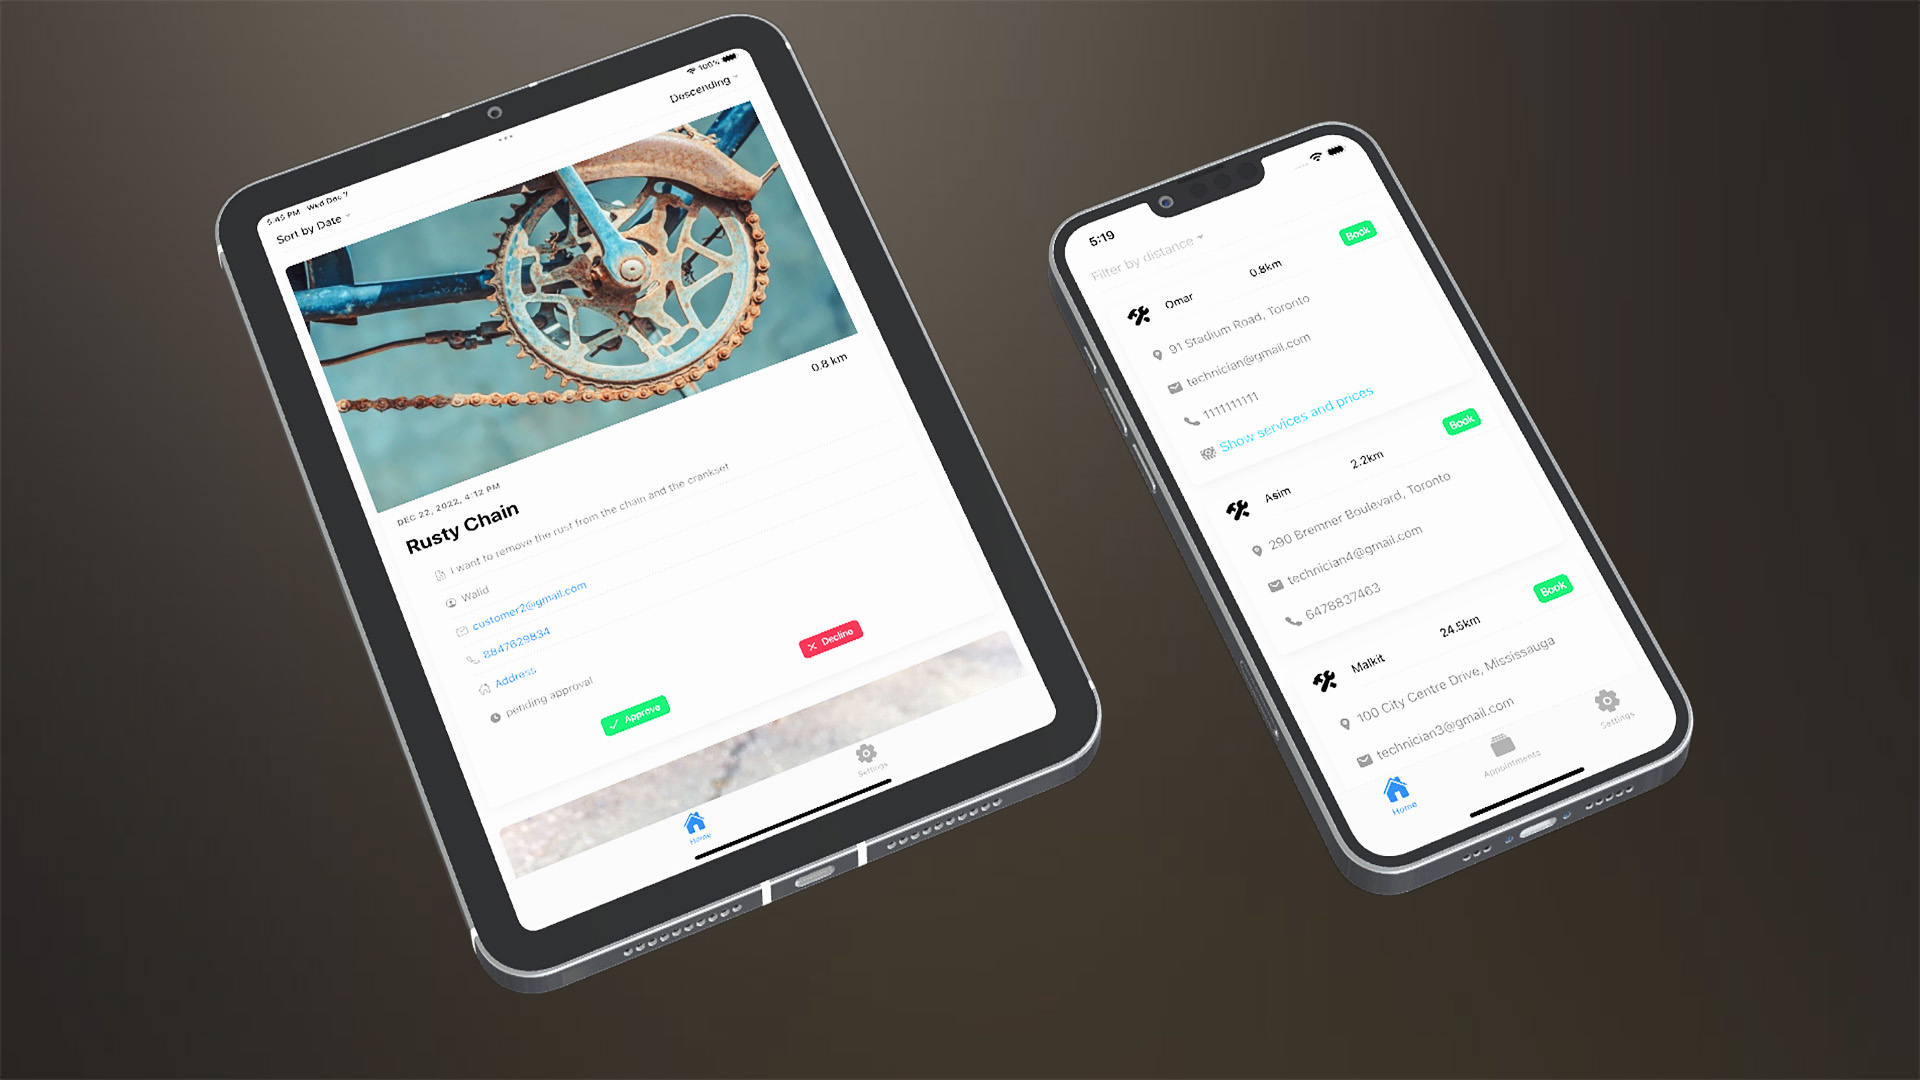 5:45 PM Wed Dec 7
100%
Sort by Date
Descending
0.8 km
DEC 22, 2022, 4:12 PM
Rusty Chain
I want to remove the rust from the chain and the crankset
Walid
customer2@gmail.com
8847629834
Address
pending approval
Approve
Decline
Home
Settings
5:19
Filter by distance
Book
0.8km
Omar
91 Stadium Road, Toronto
technician@gmail.com
1111111111
Show services and prices
Book
2.2km
Asim
290 Bremner Boulevard, Toronto
technician4@gmail.com
6478837463
Book
24.5km
Malkit
100 City Centre Drive, Mississauga
technician3@gmail.com
Home
Appointments
Settings